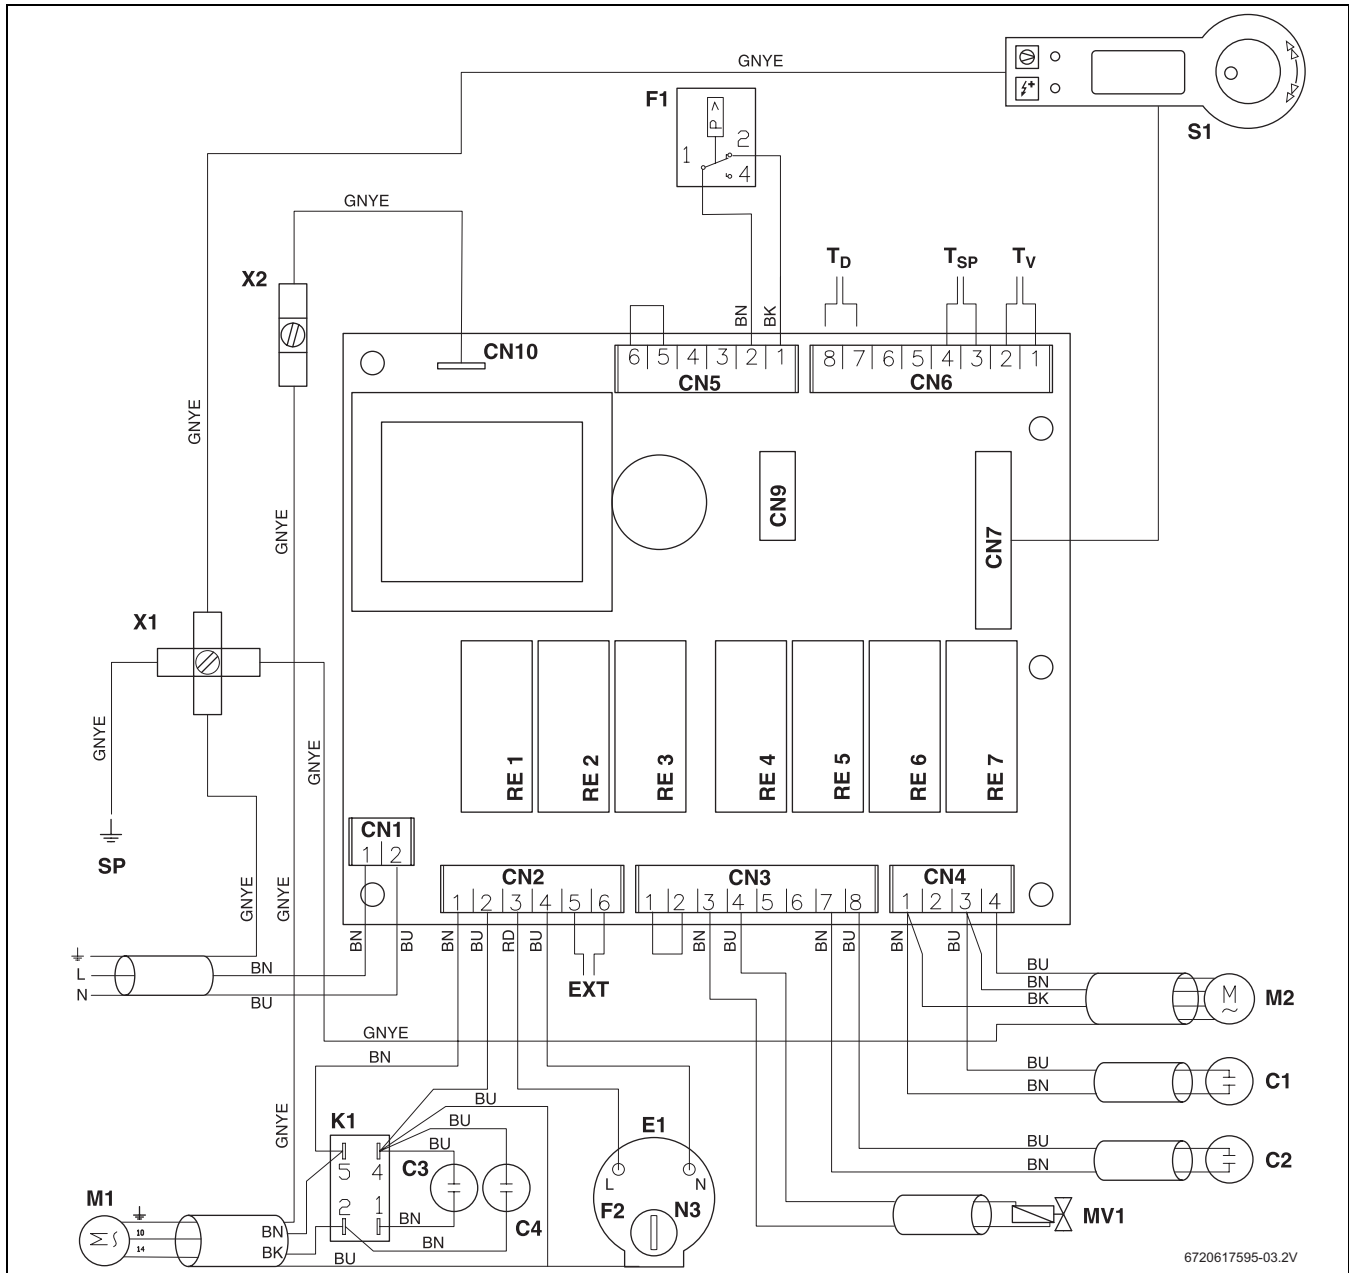 GNYE
F1
P >
1
2
4
S1
GNYE
X2
BN
BK
T_D
T_SP
T_V
CN10
6 5 4 3 2 1
CN5
8 7 6 5 4 3 2 1
CN6
GNYE
GNYE
CN9
CN7
X1
GNYE
GNYE
RE 1
RE 2
RE 3
RE 4
RE 5
RE 6
RE 7
SP
CN1
1 2
GNYE
GNYE
CN2
1 2 3 4 5 6
CN3
1 2 3 4 5 6 7 8
CN4
1 2 3 4
BN
BU
BN
BU
RD
BU
BN
BU
BN
BU
BN
BU
L
N
BN
BU
EXT
BU
BN
BK
M
~
M2
GNYE
BN
BU
BN
C1
GNYE
K1
BU
BU
BU
E1
5 4
2 1
C3
L
N
BU
BN
C2
M1
M
~
10
14
BN
BK
BN
BN
BU
C4
F2
N3
MV1
6720617595-03.2V